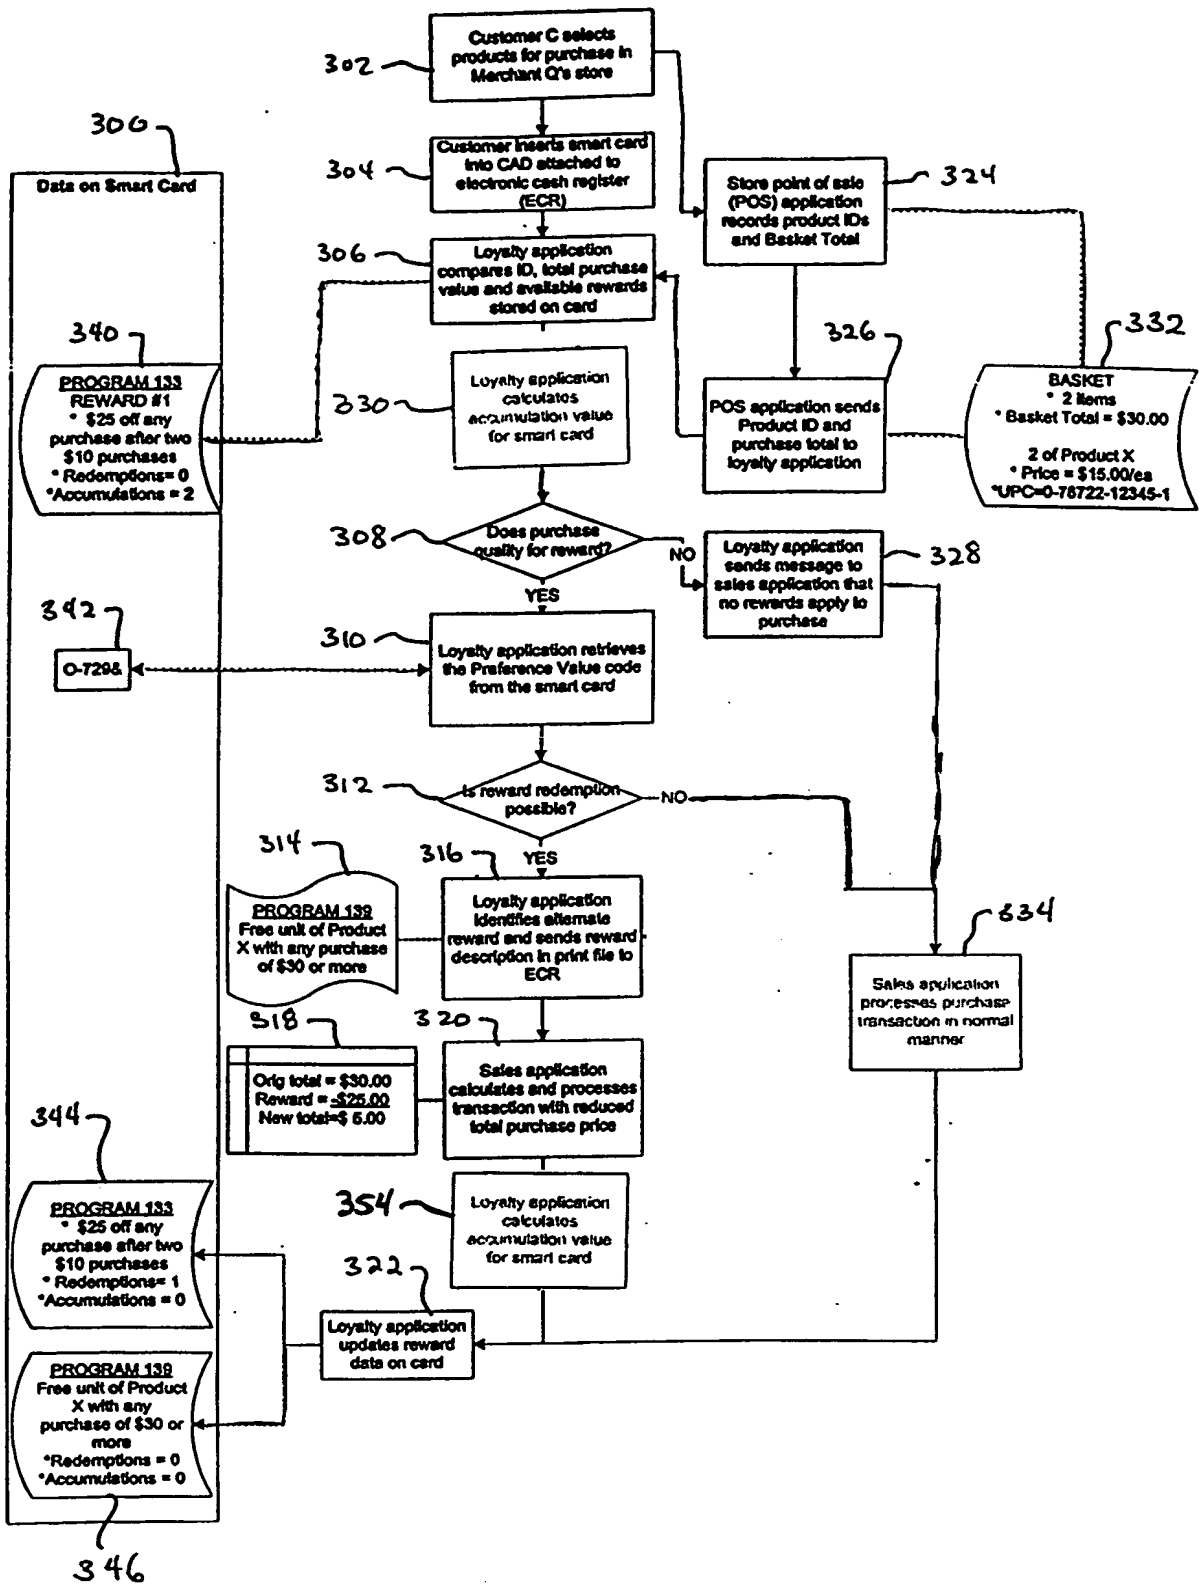 302
Customer C selects
products for purchase in
Merchant Q's store
300
Data on Smart Card
304
Customer inserts smart card
into CAD attached to
electronic cash register
(ECR)
324
Store point of sale
(POS) application
records product IDs
and Basket Total
306
Loyalty application
compares ID, total purchase
value and available rewards
stored on card
340
PROGRAM 133
REWARD #1
* $25 off any
purchase after two
$10 purchases
* Redemptions= 0
*Accumulations = 2
330
Loyalty application
calculates
accumulation value
for smart card
326
POS application sends
Product ID and
purchase total to
loyalty application
332
BASKET
* 2 items
* Basket Total = $30.00
2 of Product X
* Price = $15.00/ea
*UPC=0-78722-12345-1
308
Does purchase
qualify for reward?
NO
YES
328
Loyalty application
sends message to
sales application that
no rewards apply to
purchase
342
O-729&
310
Loyalty application retrieves
the Preference Value code
from the smart card
312
Is reward redemption
possible?
NO
YES
314
PROGRAM 139
Free unit of Product
X with any purchase
of $30 or more
316
Loyalty application
identifies alternate
reward and sends reward
description in print file to
ECR
334
Sales application
processes purchase
transaction in normal
manner
318
Orig total = $30.00
Reward = -$25.00
New total=$ 5.00
320
Sales application
calculates and processes
transaction with reduced
total purchase price
344
PROGRAM 133
* $25 off any
purchase after two
$10 purchases
* Redemptions= 1
*Accumulations = 0
354
Loyalty application
calculates
accumulation value
for smart card
322
Loyalty application
updates reward
data on card
PROGRAM 139
Free unit of Product
X with any
purchase of $30 or
more
*Redemptions = 0
*Accumulations = 0
346